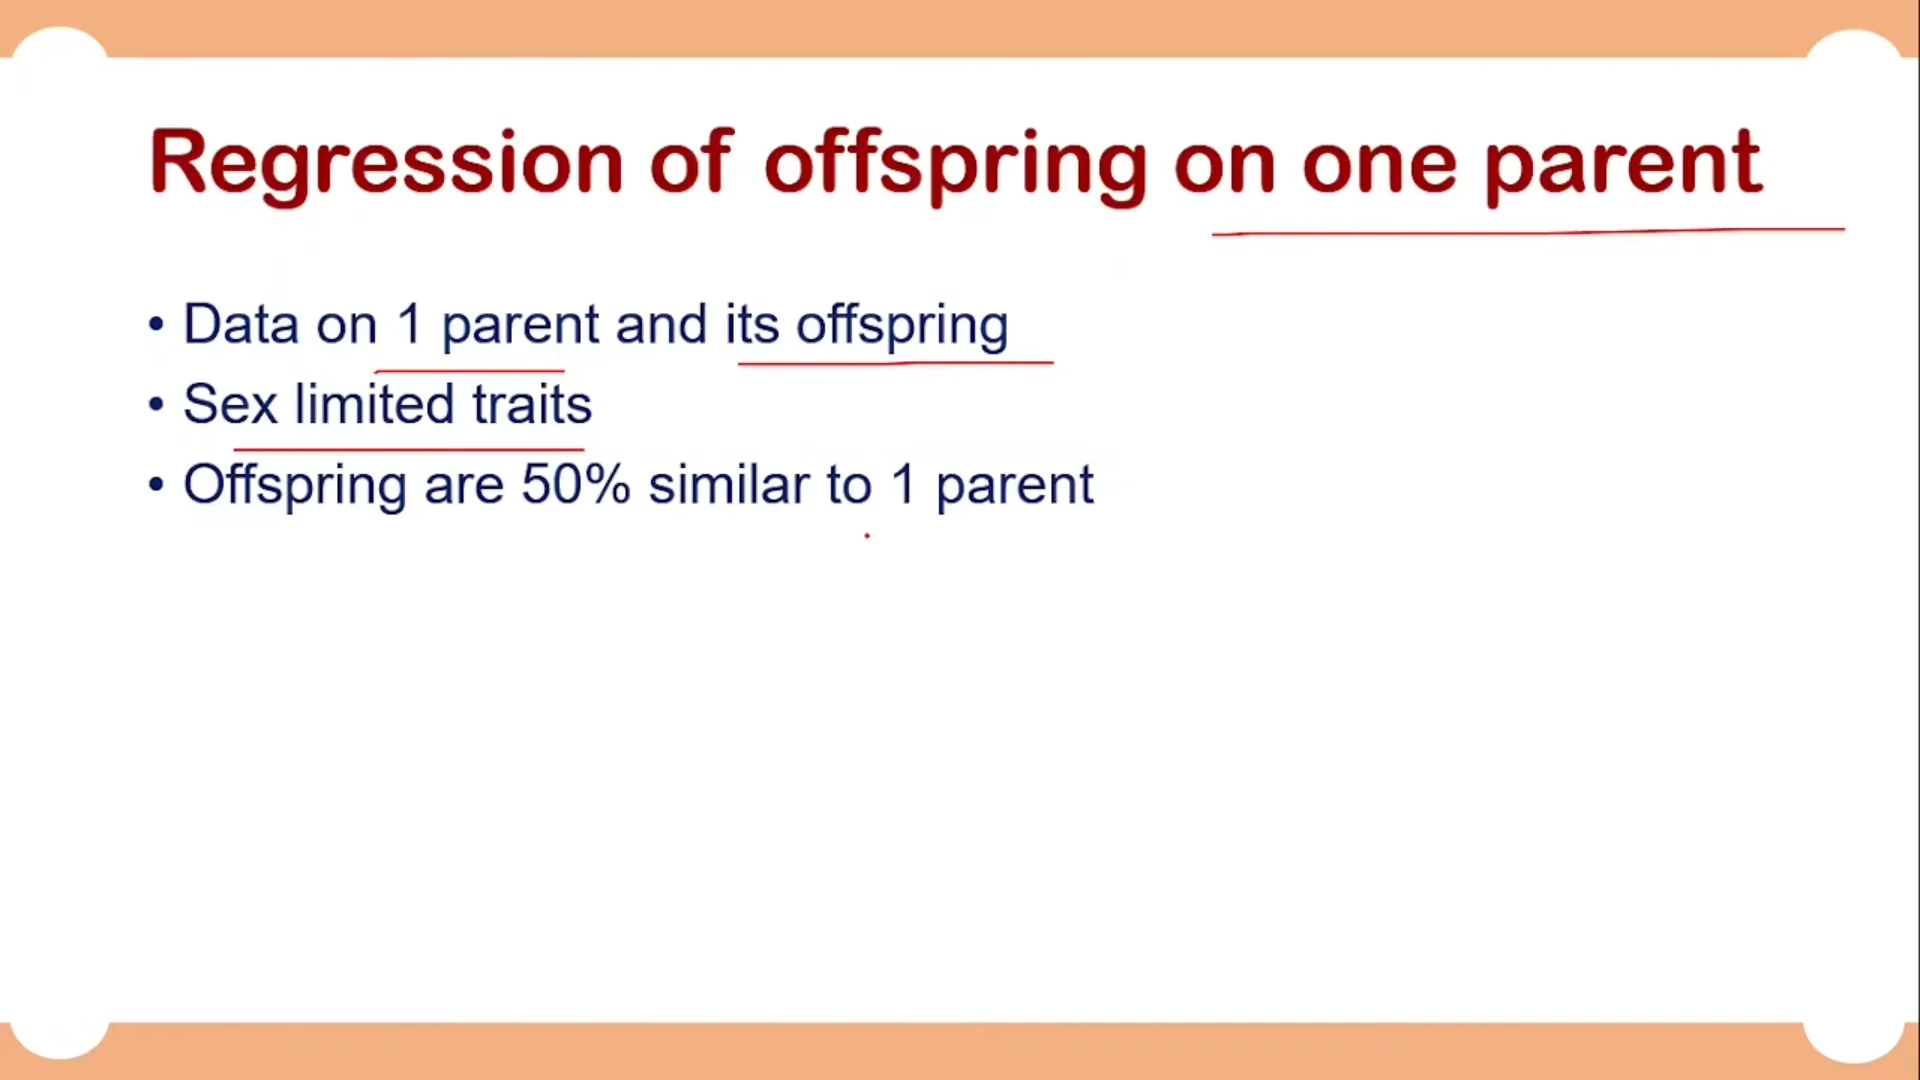 Regression of offspring on one parent
• Data on 1 parent and its offspring
• Sex limited traits
• Offspring are 50% similar to 1 parent